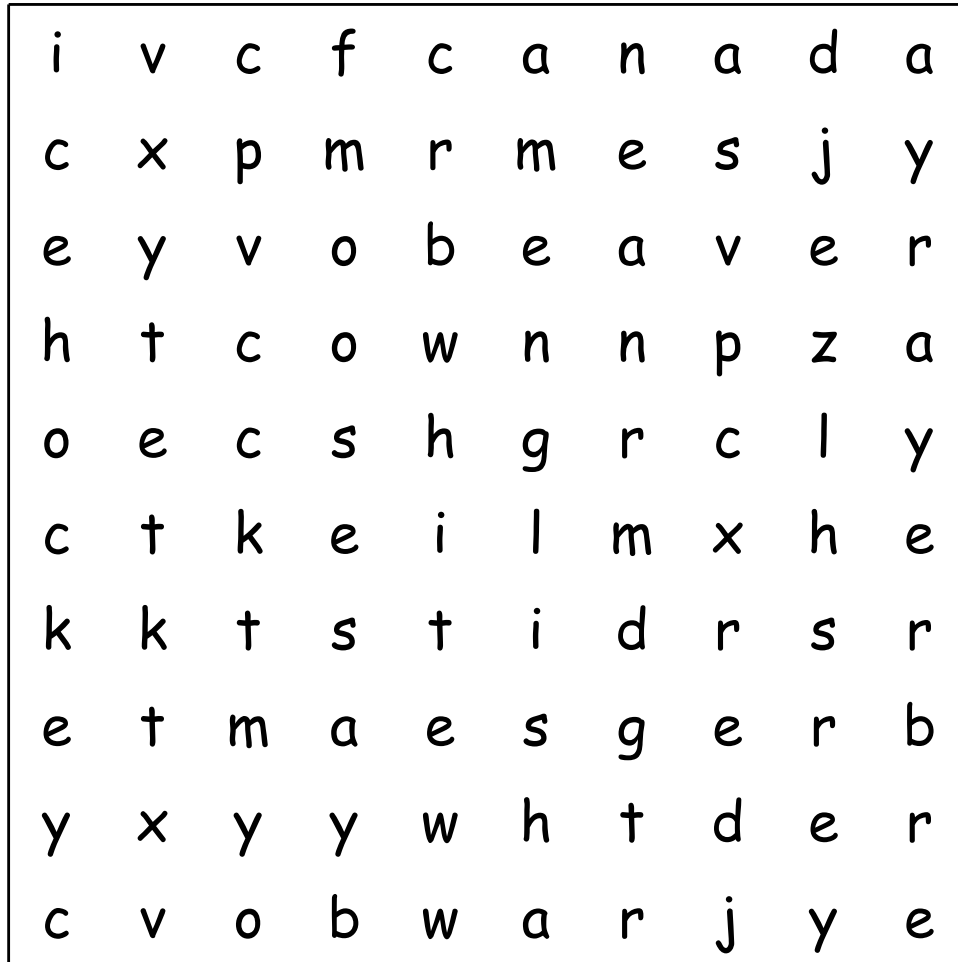 i v c f c a n a d a
c x p m r m e s j y
e y v o b e a v e r
h t c o w n n p z a
o e c s h g r c l y
c t k e i l m x h e
k k t s t i d r s r
e t m a e s g e r b
y x y y w h t d e r
c v o b w a r j y e